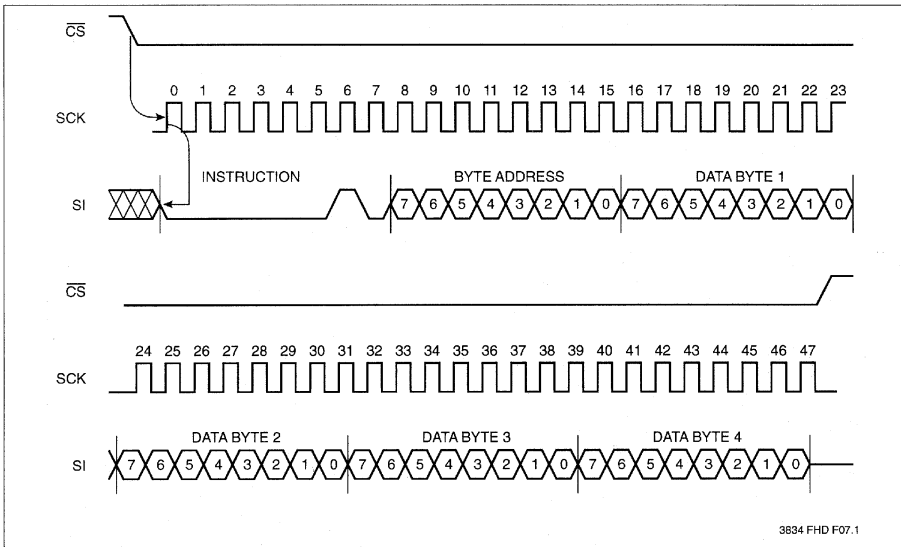 CS
0 1 2 3 4 5 6 7 8 9 10 11 12 13 14 15 16 17 18 19 20 21 22 23
SCK
INSTRUCTION BYTE ADDRESS DATA BYTE 1
SI 7 6 5 4 3 2 1 0 7 6 5 4 3 2 1 0
CS
24 25 26 27 28 29 30 31 32 33 34 35 36 37 38 39 40 41 42 43 44 45 46 47
SCK
DATA BYTE 2 DATA BYTE 3 DATA BYTE 4
SI 7 6 5 4 3 2 1 0 7 6 5 4 3 2 1 0 7 6 5 4 3 2 1 0
3834 FHD F07.1